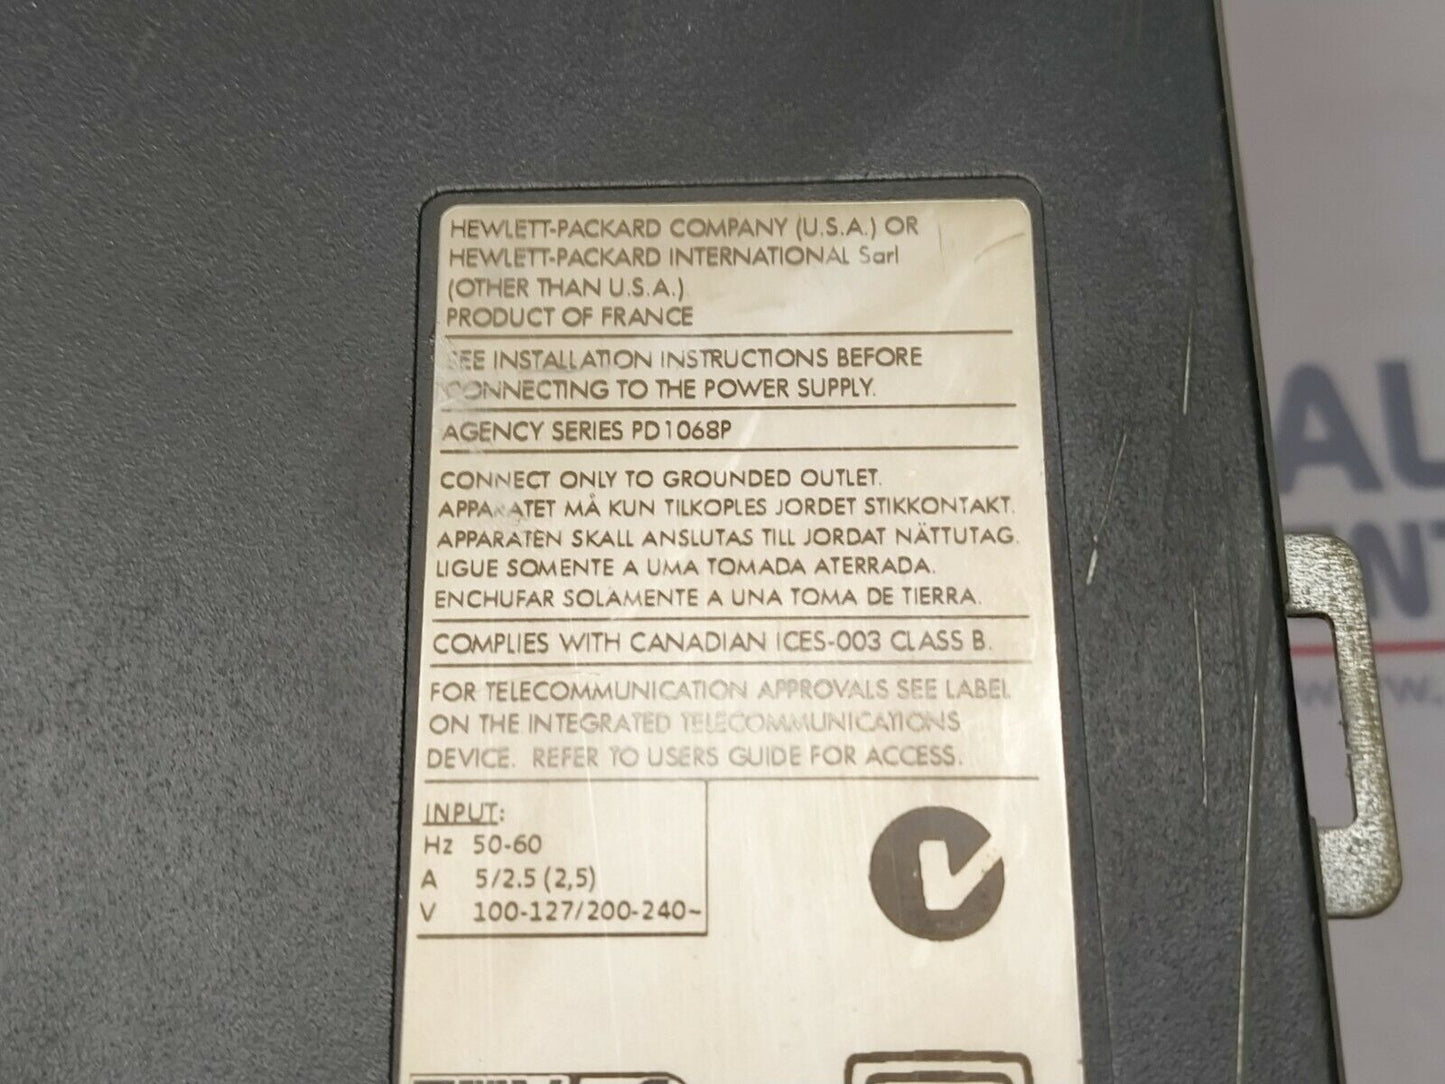 HEWLETT-PACKARD COMPANY (U.S.A.) OR
HEWLETT-PACKARD INTERNATIONAL Sarl
(OTHER THAN U.S.A.)
PRODUCT OF FRANCE
SEE INSTALLATION INSTRUCTIONS BEFORE
CONNECTING TO THE POWER SUPPLY.
AGENCY SERIES PD1068P
CONNECT ONLY TO GROUNDED OUTLET.
APPARATET MÅ KUN TILKOPLES JORDET STIKKONTAKT.
APPARATEN SKALL ANSLUTAS TILL JORDAT NÄTTUTAG.
LIGUE SOMENTE A UMA TOMADA ATERRADA.
ENCHUFAR SOLAMENTE A UNA TOMA DE TIERRA.
COMPLIES WITH CANADIAN ICES-003 CLASS B.
FOR TELECOMMUNICATION APPROVALS SEE LABEL
ON THE INTEGRATED TELECOMMUNICATIONS
DEVICE. REFER TO USERS GUIDE FOR ACCESS.
INPUT:
Hz 50-60
A 5/2.5 (2,5)
V 100-127/200-240~